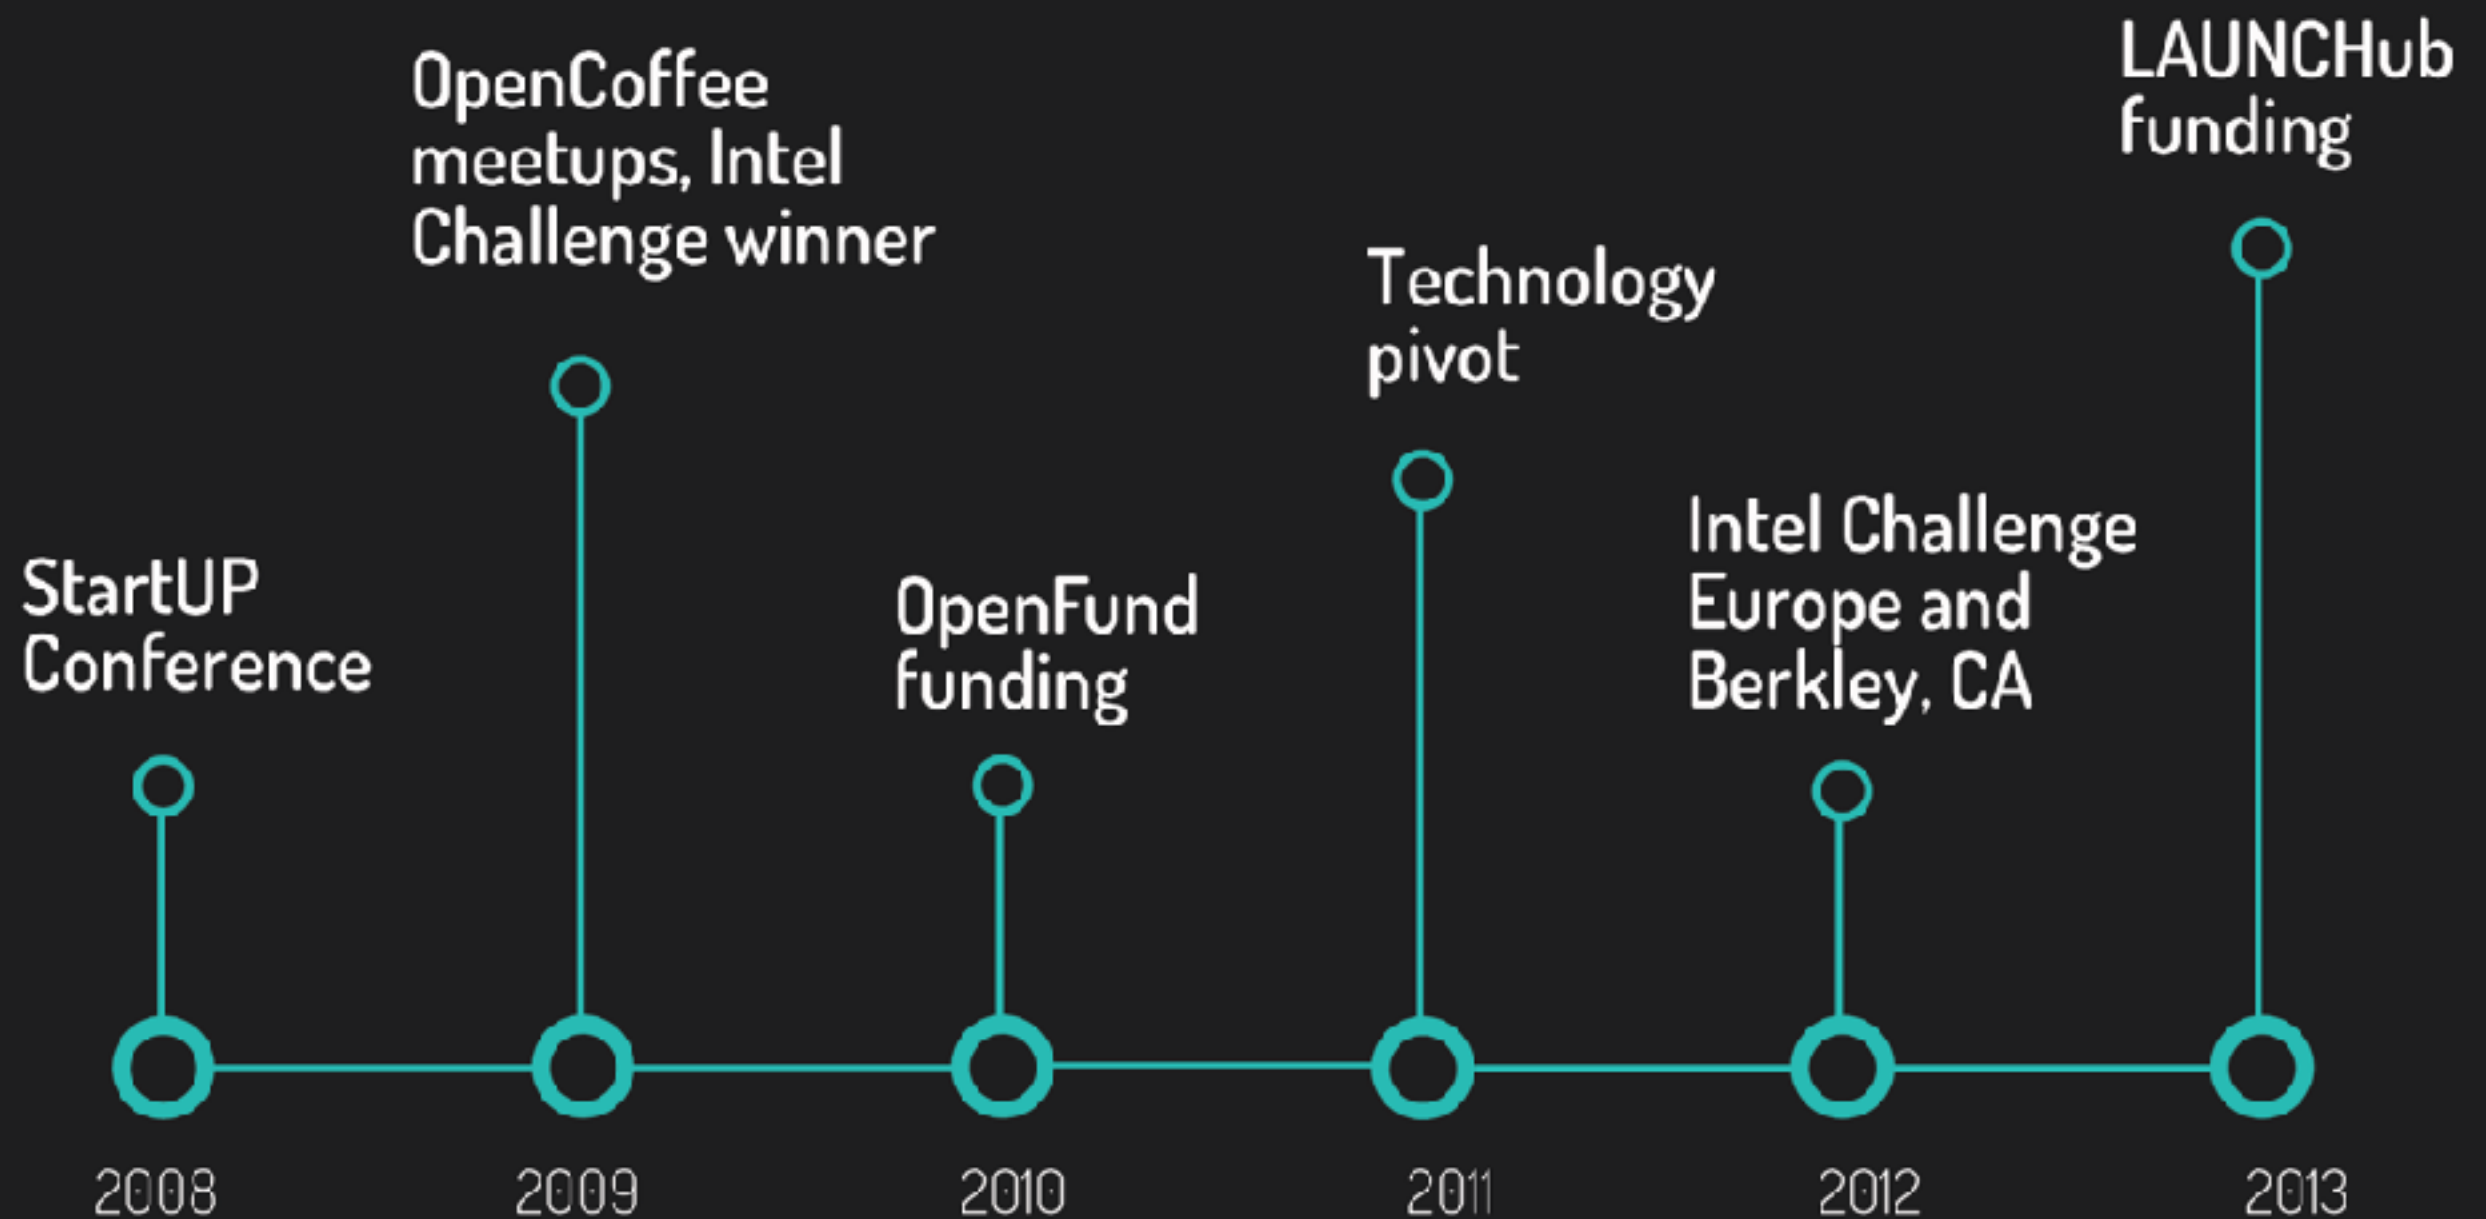 StartUP
Conference
OpenCoffee
meetups, Intel
Challenge winner
OpenFund
funding
Technology
pivot
Intel Challenge
Europe and
Berkley, CA
LAUNCHub
funding
2008
2009
2010
2011
2012
2013